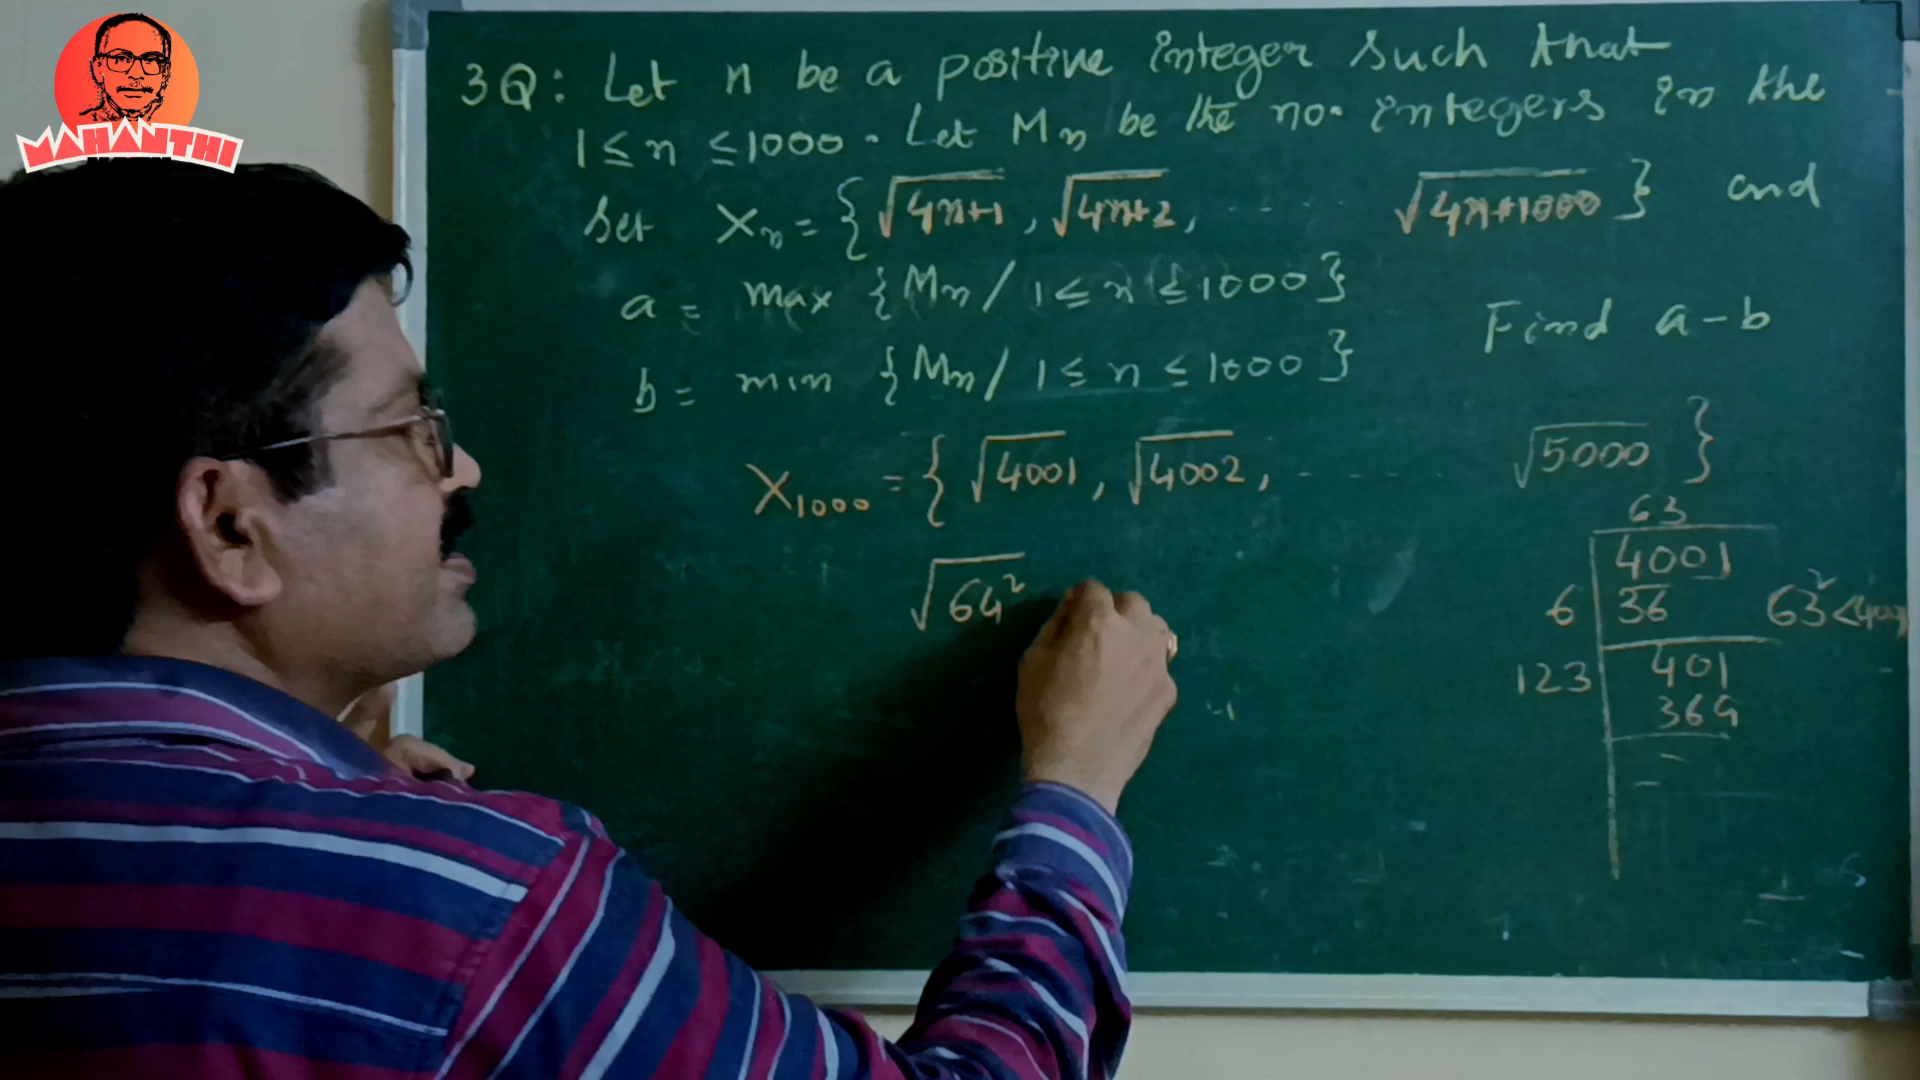 MAHANTHI
3Q: Let n be a positive integer such that
1 ≤ n ≤ 1000. Let Mn be the no. integers in the
set Xn = { √4n+1, √4n+2, ..... √4n+1000 } and
a = max {Mn / 1 ≤ n ≤ 1000}
Find a-b
b = min {Mn / 1 ≤ n ≤ 1000}
X1000 = { √4001, √4002, ..... √5000 }
63
4001
√64²
6 36 63² <
123 401
369